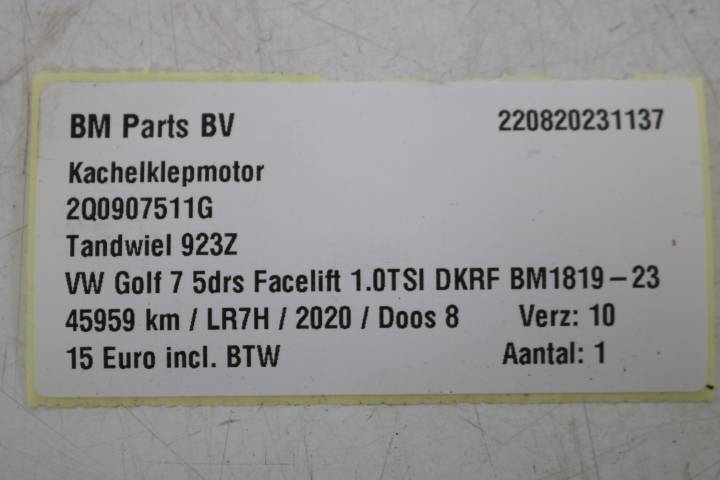 BM Parts BV 220820231137
Kachelklepmotor
2Q0907511G
Tandwiel 923Z
VW Golf 7 5drs Facelift 1.0TSI DKRF BM1819-23
45959 km / LR7H / 2020 / Doos 8 Verz: 10
15 Euro incl. BTW Aantal: 1